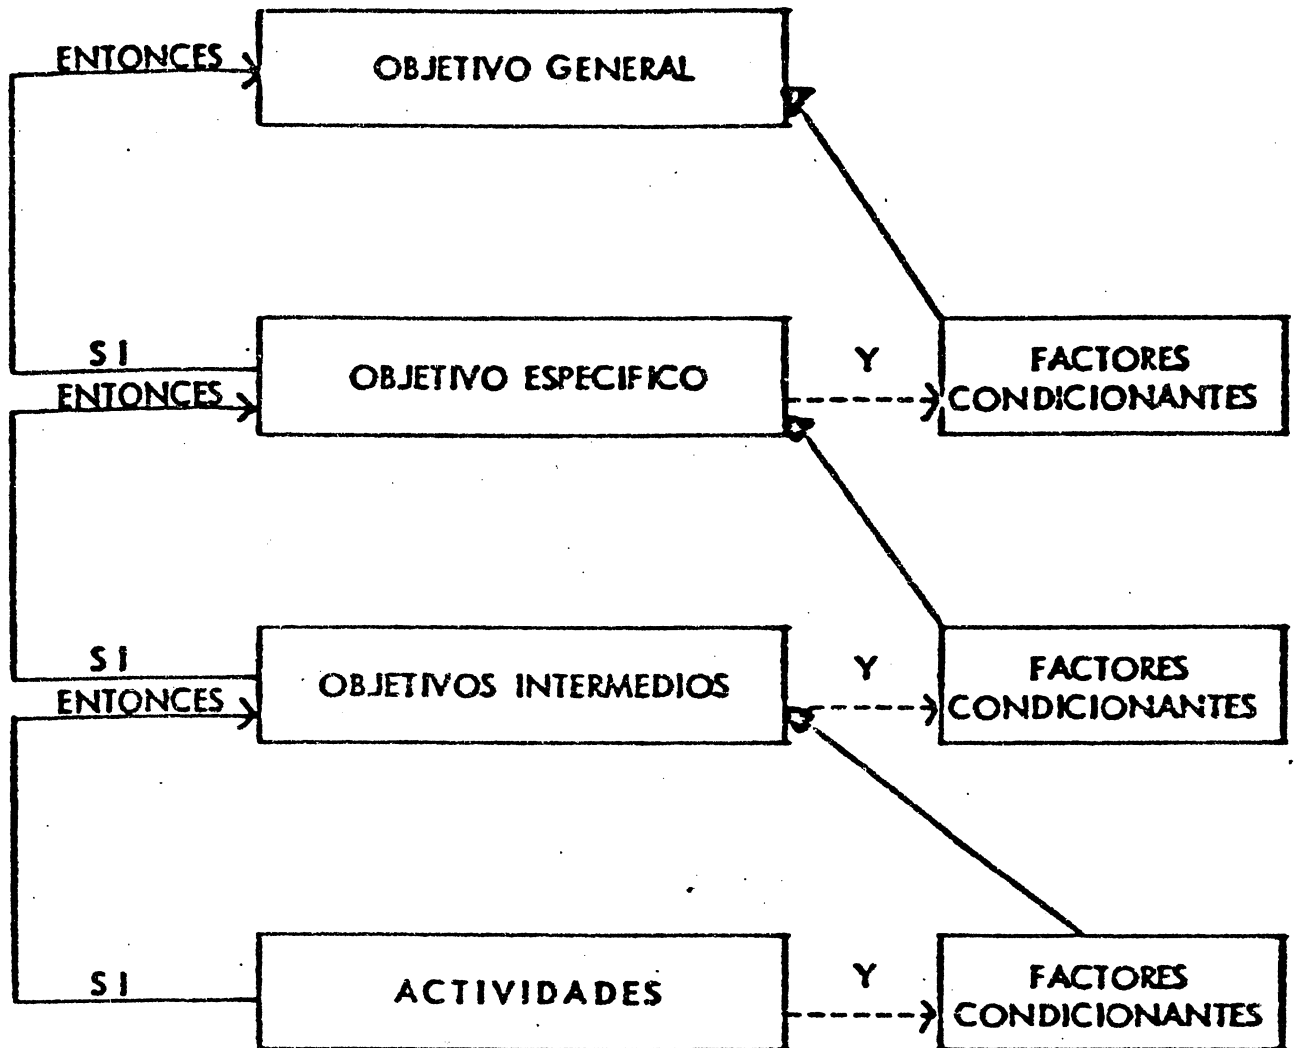 ENTONCES
OBJETIVO GENERAL
SI
ENTONCES
OBJETIVO ESPECIFICO
Y
FACTORES
CONDICIONANTES
SI
ENTONCES
OBJETIVOS INTERMEDIOS
Y
FACTORES
CONDICIONANTES
SI
ACTIVIDADES
Y
FACTORES
CONDICIONANTES